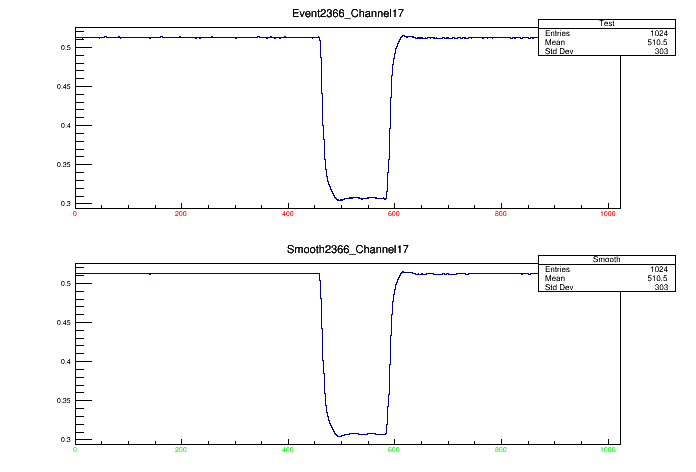 Event2366_Channel17
Test
Entries 1024
Mean 510.5
Std Dev 303
0.5
0.45
0.4
0.35
0.3
0 200 400 600 800 1000
Smooth2366_Channel17
Smooth
Entries 1024
Mean 510.5
Std Dev 303
0.5
0.45
0.4
0.35
0.3
0 200 400 600 800 1000